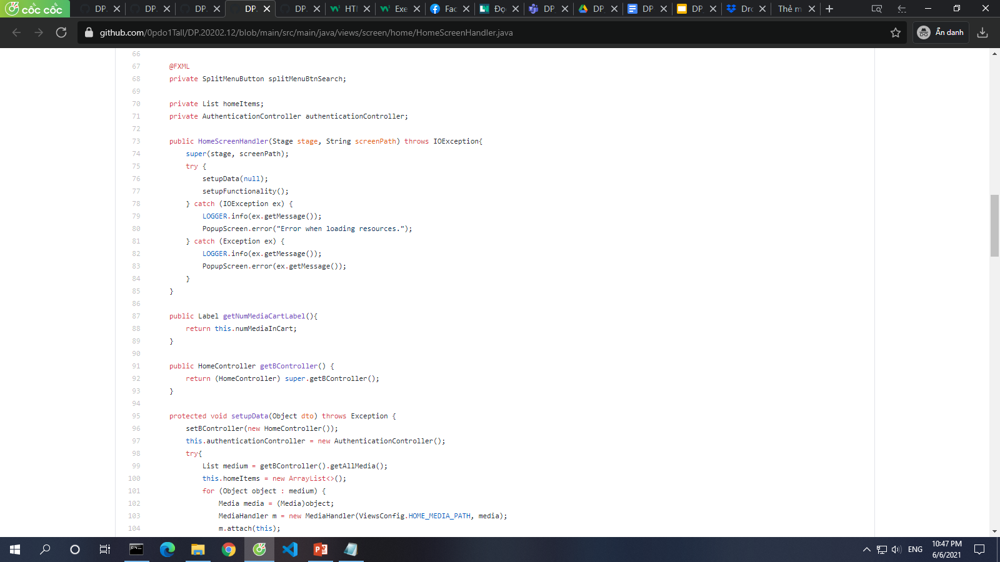 cốc cốc DP. DP. DP. DP. DP. HTI Exe Fac Đọ DP_ DP. DP DP_ Dro Thẻ m
github.com/0pdo1Tall/DP.20202.12/blob/main/src/main/java/views/screen/home/HomeScreenHandler.java Ẩn danh
66
67 @FXML
68 private SplitMenuButton splitMenuBtnSearch;
69
70 private List homeItems;
71 private AuthenticationController authenticationController;
72
73 public HomeScreenHandler(Stage stage, String screenPath) throws IOException{
74 super(stage, screenPath);
75 try {
76 setupData(null);
77 setupFunctionality();
78 } catch (IOException ex) {
79 LOGGER.info(ex.getMessage());
80 PopupScreen.error("Error when loading resources.");
81 } catch (Exception ex) {
82 LOGGER.info(ex.getMessage());
83 PopupScreen.error(ex.getMessage());
84 }
85 }
86
87 public Label getNumMediaCartLabel(){
88 return this.numMediaInCart;
89 }
90
91 public HomeController getBController() {
92 return (HomeController) super.getBController();
93 }
94
95 protected void setupData(Object dto) throws Exception {
96 setBController(new HomeController());
97 this.authenticationController = new AuthenticationController();
98 try{
99 List medium = getBController().getAllMedia();
100 this.homeItems = new ArrayList<>();
101 for (Object object : medium) {
102 Media media = (Media)object;
103 MediaHandler m = new MediaHandler(ViewsConfig.HOME_MEDIA_PATH, media);
104 m.attach(this);
ENG 10:47 PM
6/6/2021